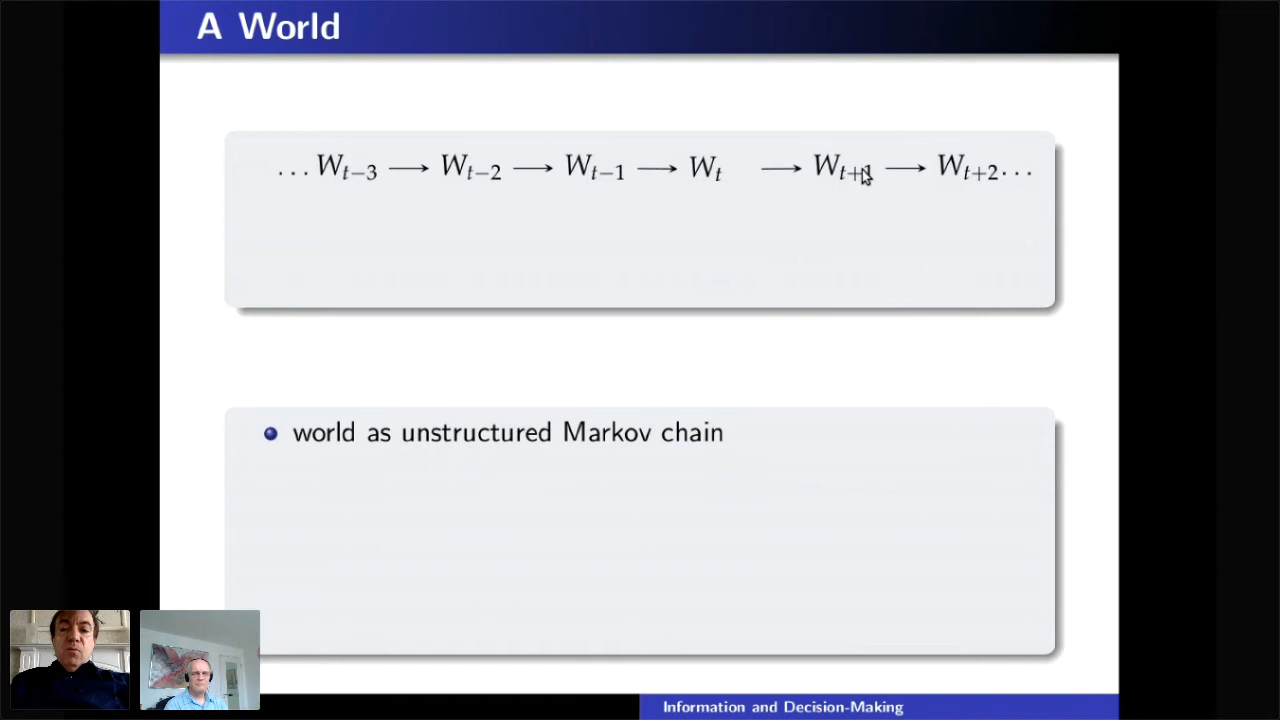 A World
... W_{t−3} → W_{t−2} → W_{t−1} → W_t → W_{t+1} → W_{t+2} ...
world as unstructured Markov chain
Information and Decision-Making